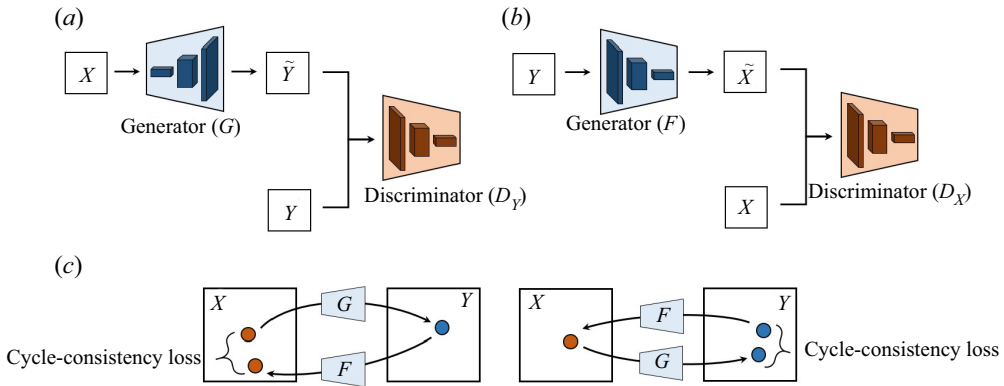 (a)
X
Ỹ
Generator (G)
Y
Discriminator (D_Y)
(b)
Y
X̃
Generator (F)
X
Discriminator (D_X)
(c)
X
G
Y
Cycle-consistency loss
F
X
F
Y
G
Cycle-consistency loss